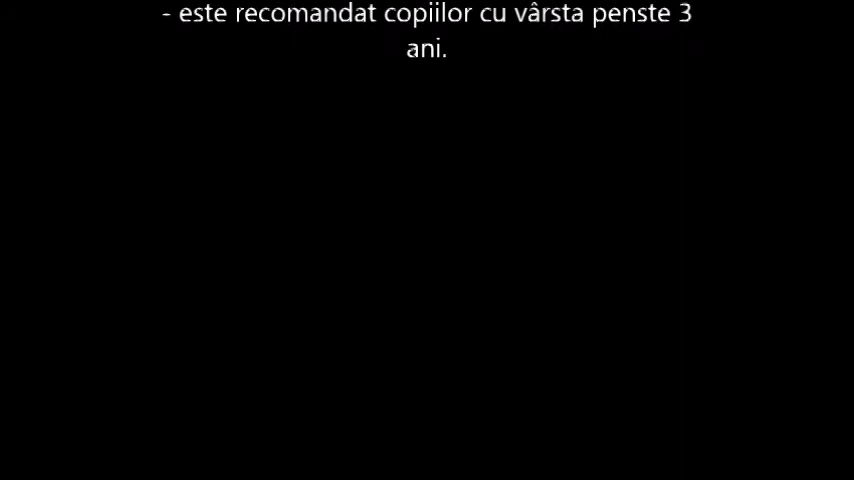 - este recomandat copiilor cu vârsta penste 3
ani.